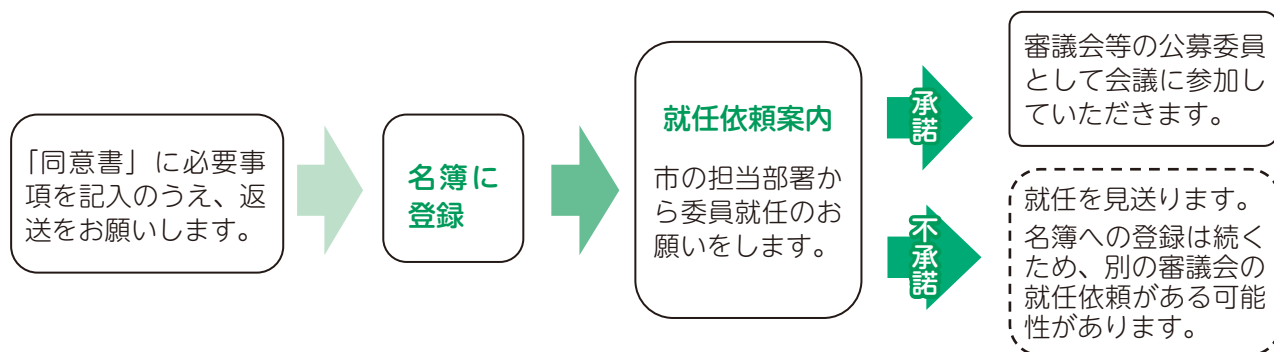 「同意書」に必要事
項を記入のうえ、返
送をお願いします。
名簿に
登録
就任依頼案内
市の担当部署か
ら委員就任のお
願いをします。
承諾
審議会等の公募委員
として会議に参加し
ていただきます。
不承諾
就任を見送ります。
名簿への登録は続く
ため、別の審議会の
就任依頼がある可能
性があります。